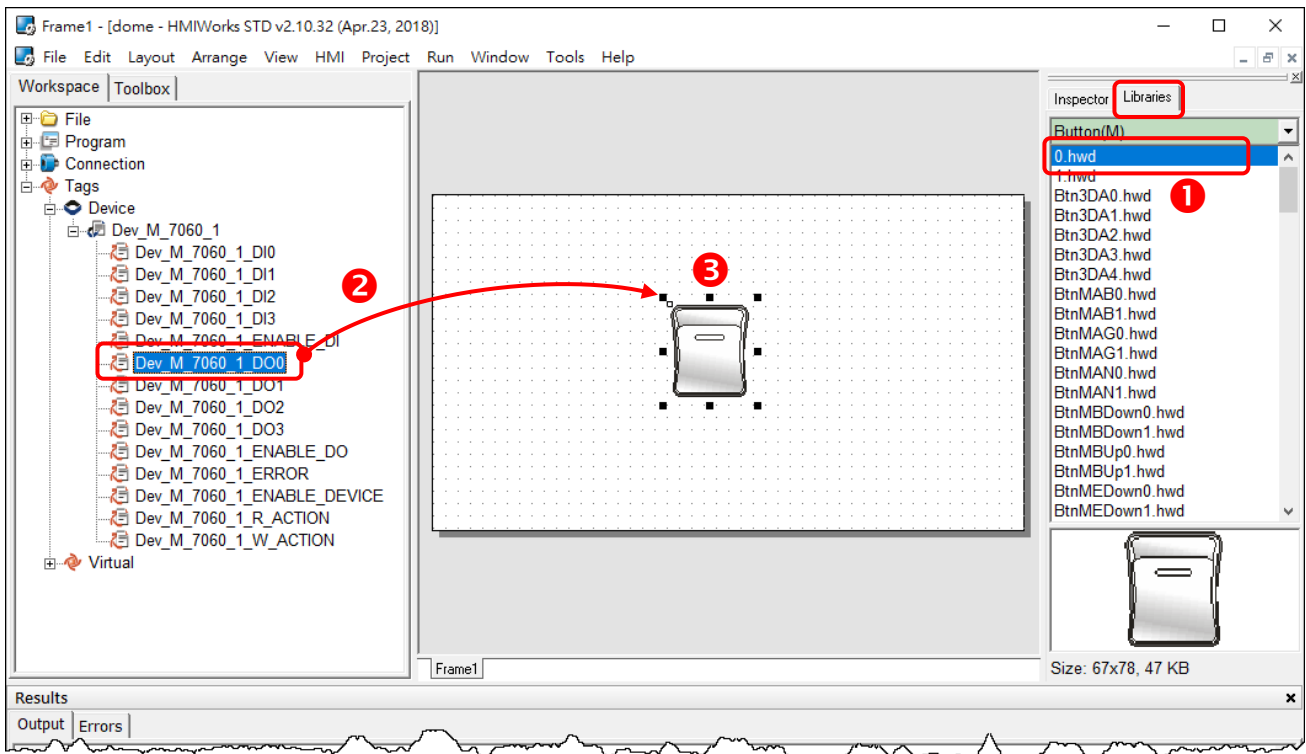 Frame1 - [dome - HMIWorks STD v2.10.32 (Apr.23, 2018)]
File Edit Layout Arrange View HMI Project Run Window Tools Help
Workspace Toolbox
File
Program
Connection
Tags
Device
Dev_M_7060_1
Dev_M_7060_1_DI0
Dev_M_7060_1_DI1
Dev_M_7060_1_DI2
Dev_M_7060_1_DI3
Dev_M_7060_1_ENABLE_DI
Dev_M_7060_1_DO0
Dev_M_7060_1_DO1
Dev_M_7060_1_DO2
Dev_M_7060_1_DO3
Dev_M_7060_1_ENABLE_DO
Dev_M_7060_1_ERROR
Dev_M_7060_1_ENABLE_DEVICE
Dev_M_7060_1_R_ACTION
Dev_M_7060_1_W_ACTION
Virtual
2
3
Frame1
Inspector Libraries
Button(M)
0.hwd
1.hwd
1
Btn3DA0.hwd
Btn3DA1.hwd
Btn3DA2.hwd
Btn3DA3.hwd
Btn3DA4.hwd
BtnMAB0.hwd
BtnMAB1.hwd
BtnMAG0.hwd
BtnMAG1.hwd
BtnMAN0.hwd
BtnMAN1.hwd
BtnMBDown0.hwd
BtnMBDown1.hwd
BtnMBUp0.hwd
BtnMBUp1.hwd
BtnMEDown0.hwd
BtnMEDown1.hwd
Size: 67x78, 47 KB
Results
Output Errors